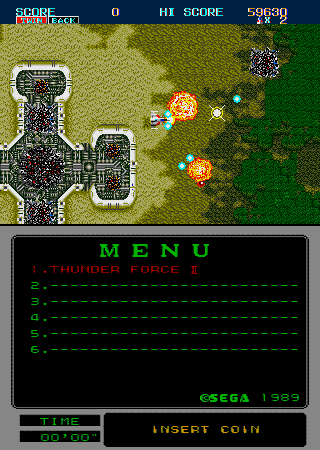 SCORE 0 HI SCORE 59630
TWIN BACK X 2
MENU
1.THUNDER FORCE II
2.
3.
4.
5.
6.
©SEGA 1989
TIME
00'00"
INSERT COIN